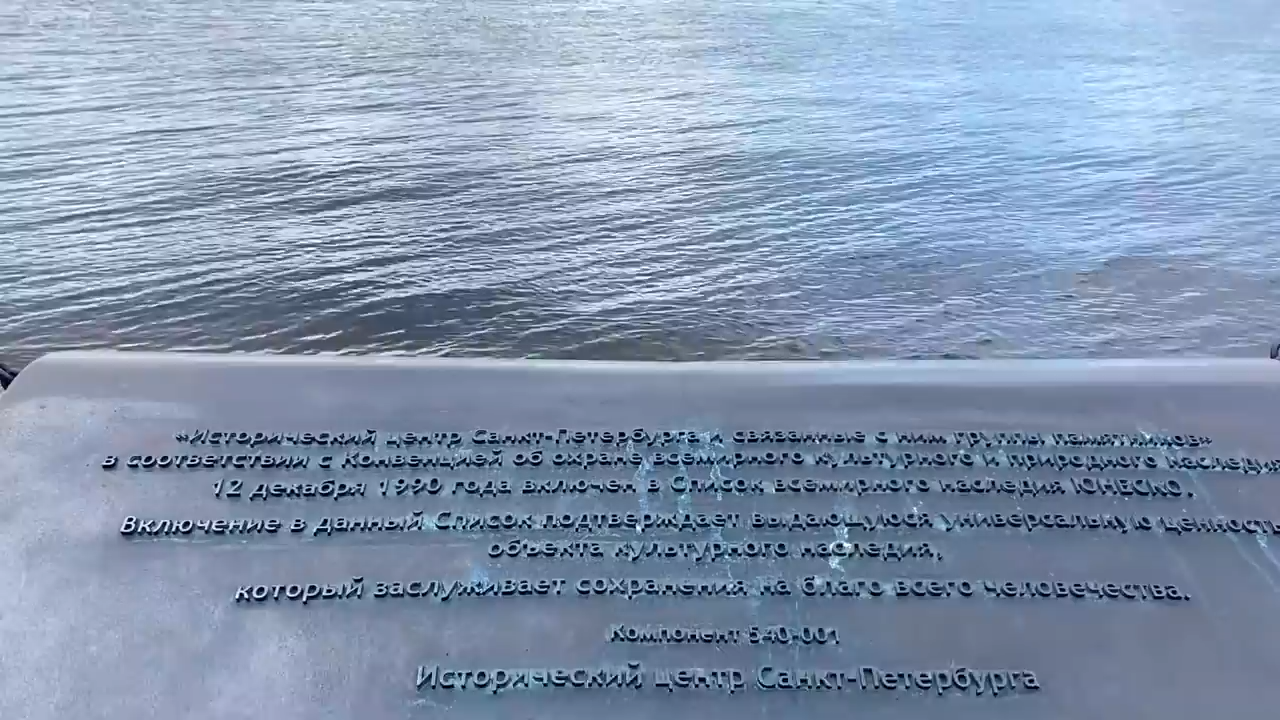 «Исторический центр Санкт-Петербурга и связанные с ним группы памятников»
в соответствии с Конвенцией об охране всемирного культурного и природного наследия
12 декабря 1990 года включен в Список всемирного наследия ЮНЕСКО.
Включение в данный Список подтверждает выдающуюся универсальную ценность
объекта культурного наследия,
который заслуживает сохранения на благо всего человечества.
Компонент 540-001
Исторический центр Санкт-Петербурга